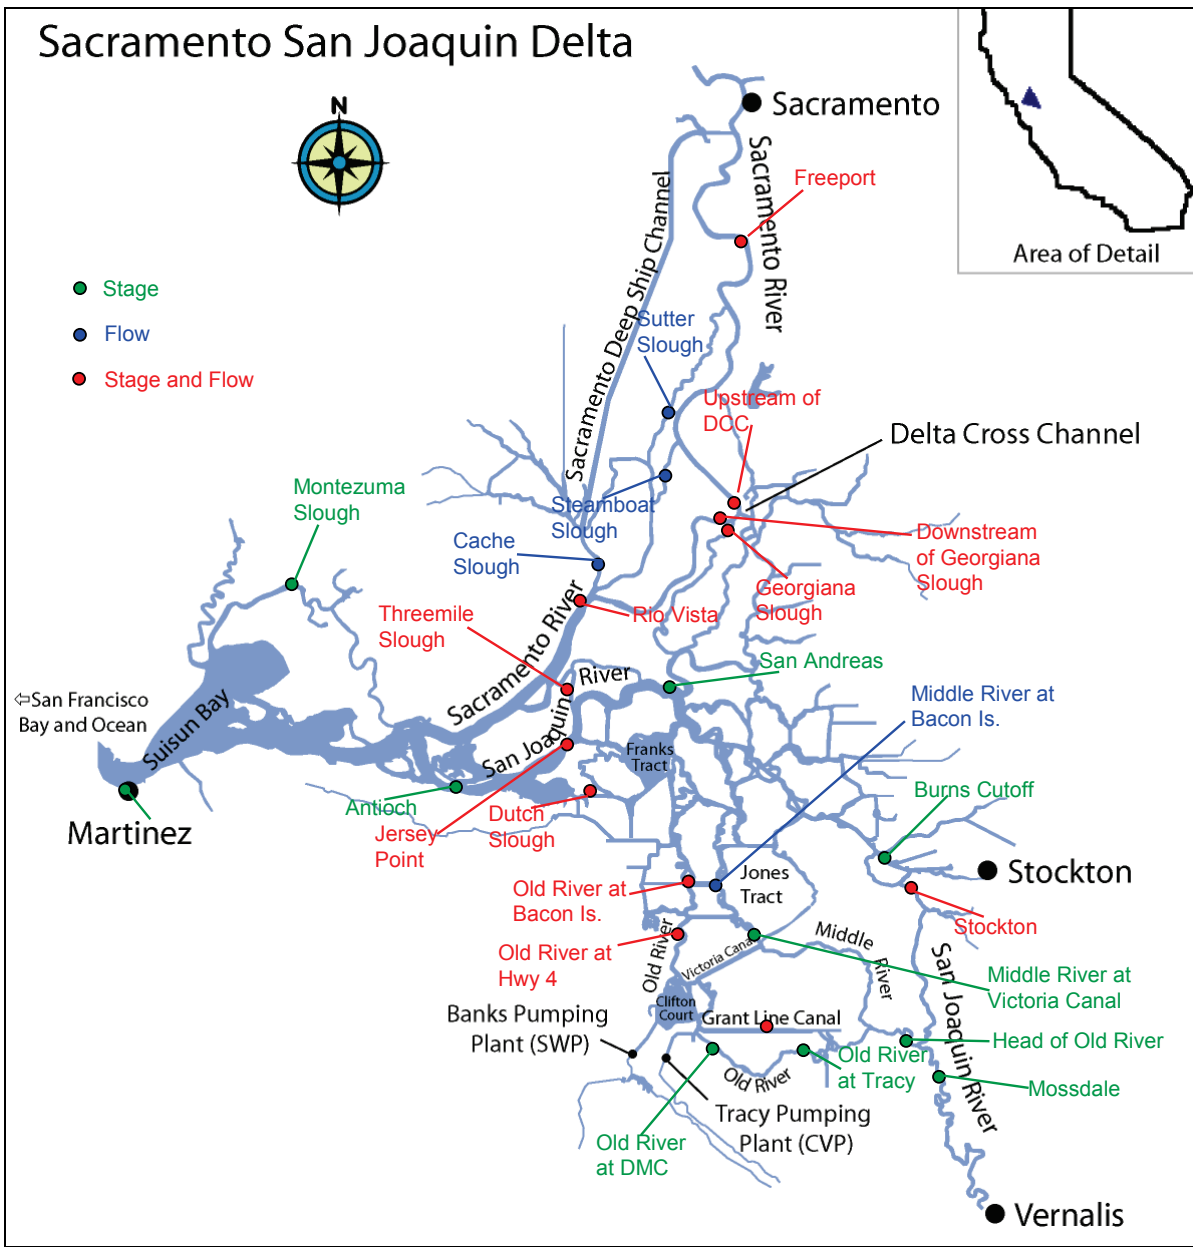 Sacramento San Joaquin Delta
N
Sacramento
Sacramento River
Freeport
Area of Detail
Sacramento Deep Ship Channel
Stage
Flow
Stage and Flow
Sutter
Slough
Upstream of
DCC
Delta Cross Channel
Montezuma
Slough
Steamboat
Slough
Cache
Slough
Downstream
of Georgiana
Slough
Georgiana
Slough
Threemile
Slough
Rio Vista
Sacramento River
San Andreas
San Joaquin River
⇦San Francisco
Bay and Ocean
Suisun Bay
Middle River at
Bacon Is.
Franks
Tract
Martinez
Antioch
Jersey
Point
Dutch
Slough
Burns Cutoff
Stockton
Jones
Tract
Old River at
Bacon Is.
Stockton
Old River at
Hwy 4
Old River
Victoria Canal
Middle River
San Joaquin River
Middle River at
Victoria Canal
Clifton
Court
Banks Pumping
Plant (SWP)
Grant Line Canal
Head of Old River
Old River
at Tracy
Old River
Mossdale
Tracy Pumping
Plant (CVP)
Old River
at DMC
Vernalis